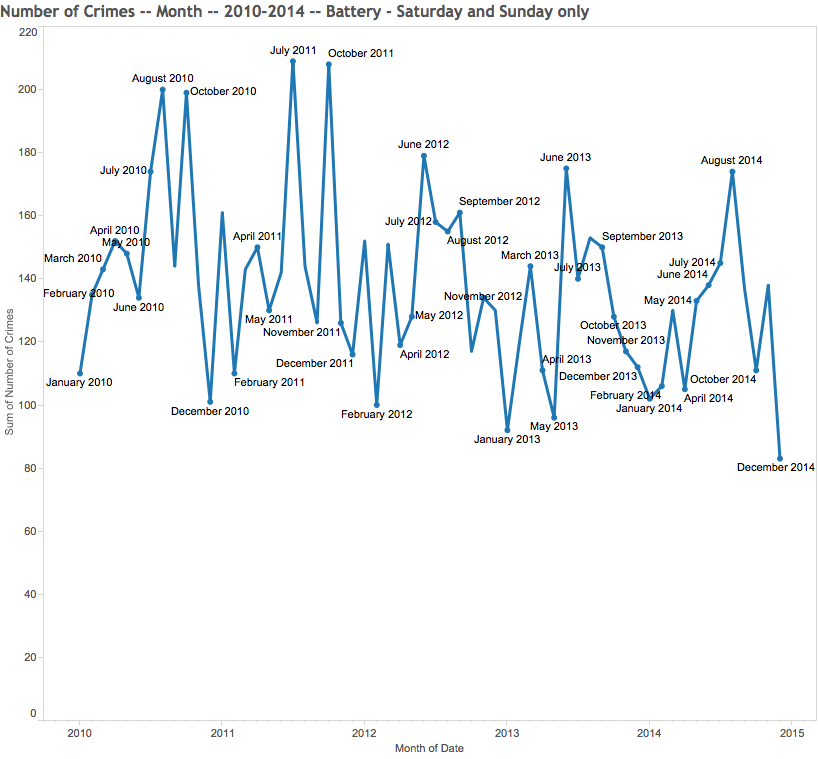 Number of Crimes -- Month -- 2010-2014 -- Battery - Saturday and Sunday only
220
200
180
160
140
120
100
80
60
40
20
0
Sum of Number of Crimes
January 2010
February 2010
March 2010
April 2010
May 2010
June 2010
July 2010
August 2010
October 2010
December 2010
February 2011
April 2011
May 2011
July 2011
October 2011
November 2011
December 2011
February 2012
April 2012
May 2012
June 2012
July 2012
August 2012
September 2012
November 2012
January 2013
March 2013
April 2013
May 2013
June 2013
July 2013
September 2013
October 2013
November 2013
December 2013
January 2014
February 2014
April 2014
May 2014
June 2014
July 2014
August 2014
October 2014
December 2014
2010
2011
2012
2013
2014
2015
Month of Date